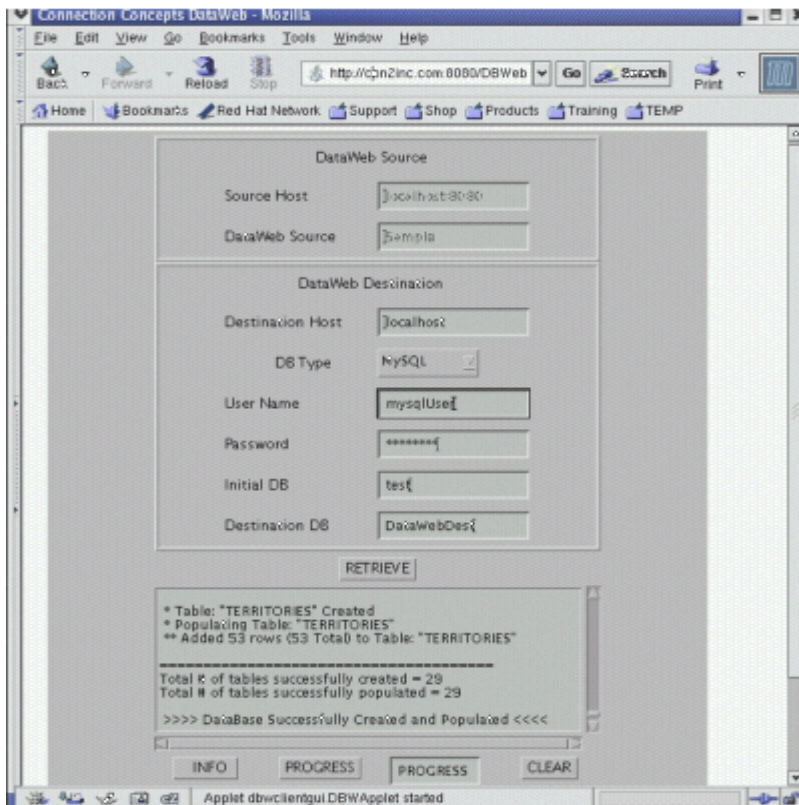 Connection Concepts DataWeb - Mozilla
File Edit View Go Bookmarks Tools Window Help
Back Forward Reload Stop http://con2inc.com:8080/DBWeb Go Search Print
Home Bookmarks Red Hat Network Support Shop Products Training TEMP
DataWeb Source
Source Host localhost:8080
DataWeb Source Sample
DataWeb Destination
Destination Host localhost
DB Type MySQL
User Name mysqlUser
Password ********
Initial DB test
Destination DB DataWebDest
RETRIEVE
* Table: "TERRITORIES" Created
* Populating Table: "TERRITORIES"
** Added 53 rows (53 Total) to Table: "TERRITORIES"
========================================
Total # of tables successfully created = 29
Total # of tables successfully populated = 29
>>>> DataBase Successfully Created and Populated <<<<
INFO PROGRESS PROGRESS CLEAR
Applet dbwclientgui.DBWApplet started